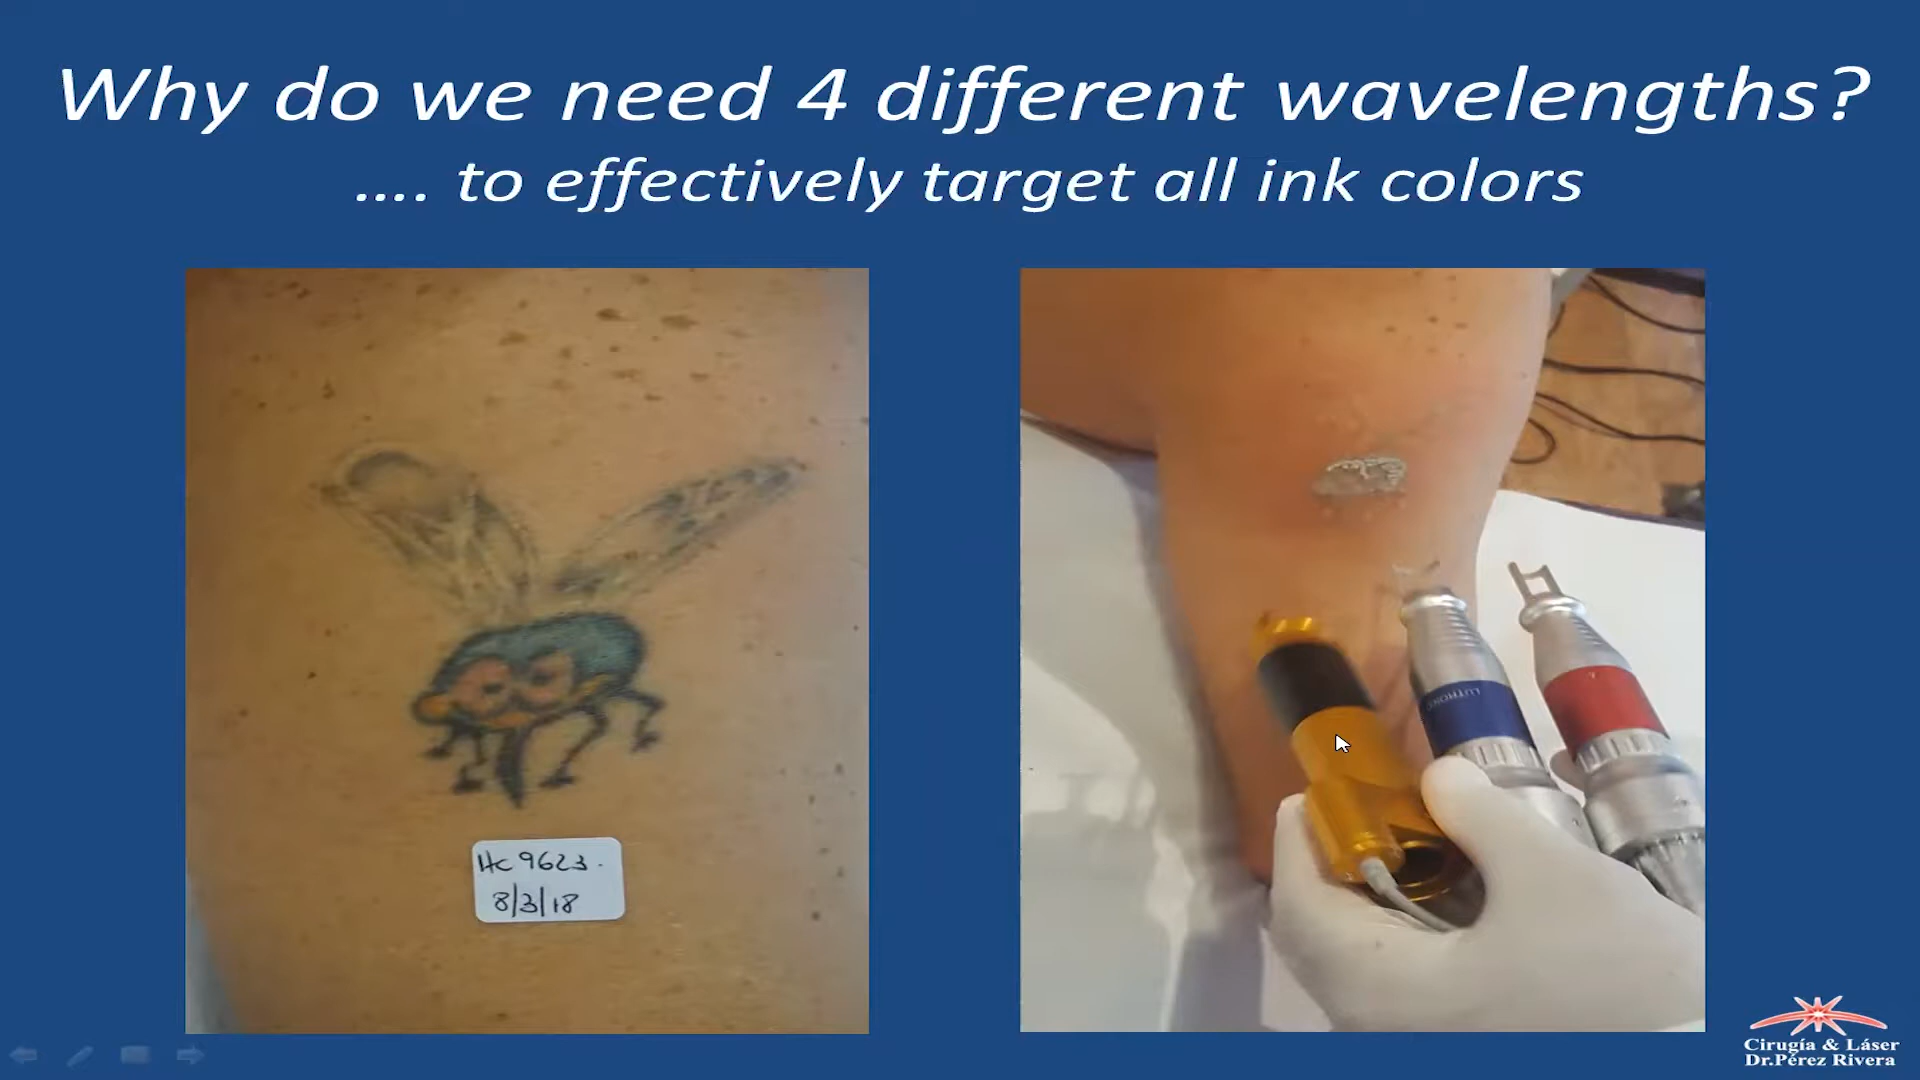 Why do we need 4 different wavelengths?
.... to effectively target all ink colors
Hc 9623.
8/3/18
Cirugía & Láser
Dr.Pérez Rivera